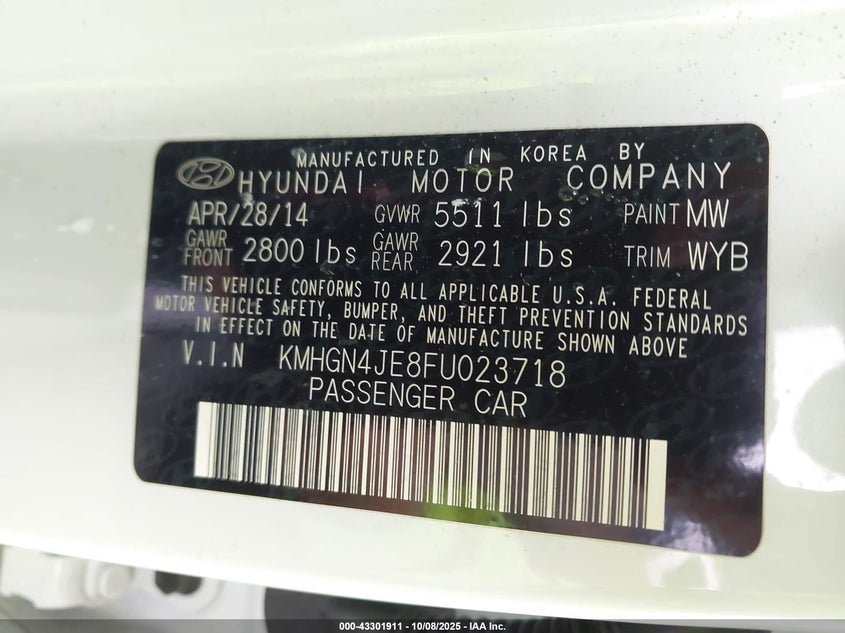 MANUFACTURED IN KOREA BY
HYUNDAI MOTOR COMPANY
APR/28/14 GVWR 5511 lbs PAINT MW
GAWR FRONT 2800 lbs GAWR REAR 2921 lbs TRIM WYB
THIS VEHICLE CONFORMS TO ALL APPLICABLE U.S.A. FEDERAL
MOTOR VEHICLE SAFETY, BUMPER, AND THEFT PREVENTION STANDARDS
IN EFFECT ON THE DATE OF MANUFACTURE SHOWN ABOVE
V.I.N KMHGN4JE8FU023718
PASSENGER CAR
000-43301911 - 10/08/2025 - IAA Inc.